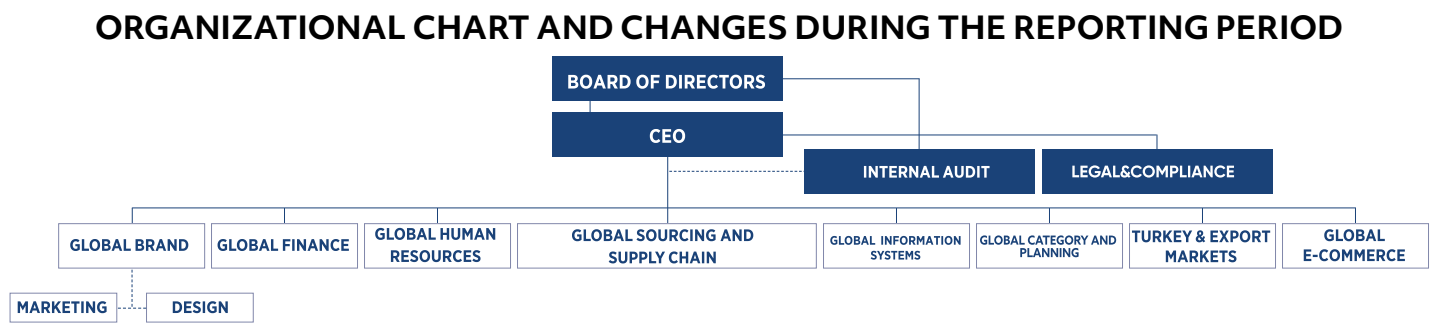 ORGANIZATIONAL CHART AND CHANGES DURING THE REPORTING PERIOD
BOARD OF DIRECTORS
CEO
INTERNAL AUDIT
LEGAL&COMPLIANCE
GLOBAL BRAND
GLOBAL FINANCE
GLOBAL HUMAN
RESOURCES
GLOBAL SOURCING AND
SUPPLY CHAIN
GLOBAL INFORMATION
SYSTEMS
GLOBAL CATEGORY AND
PLANNING
TURKEY & EXPORT
MARKETS
GLOBAL
E-COMMERCE
MARKETING
DESIGN